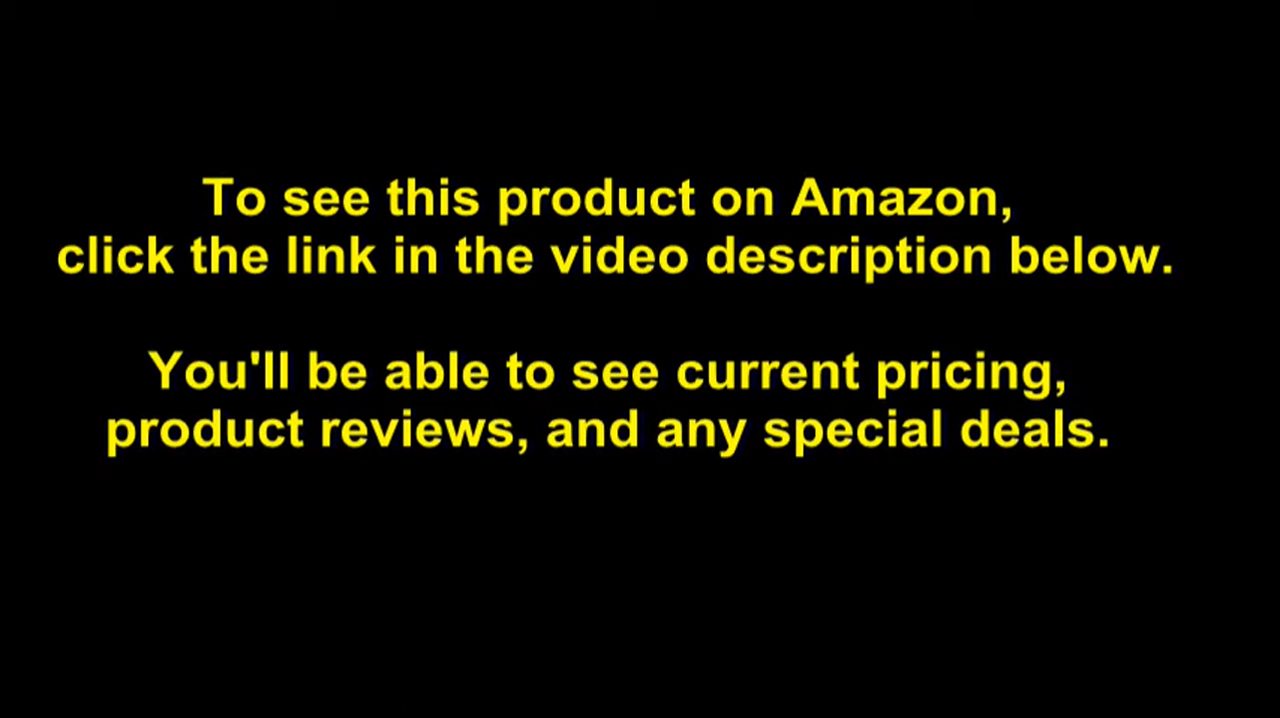 To see this product on Amazon,
click the link in the video description below.
You'll be able to see current pricing,
product reviews, and any special deals.